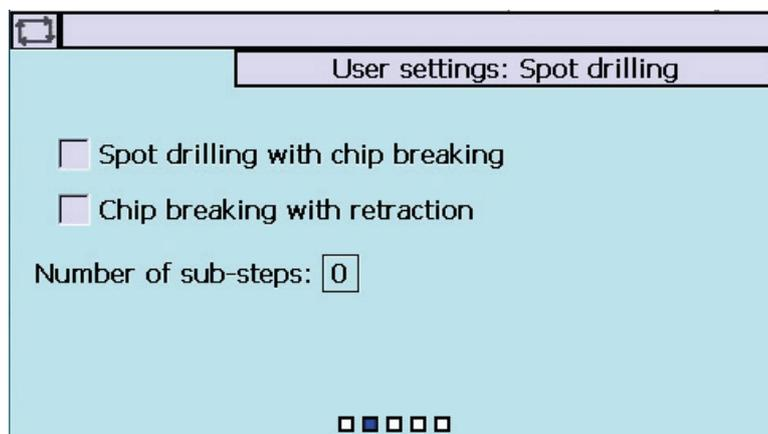 User settings: Spot drilling
Spot drilling with chip breaking
Chip breaking with retraction
Number of sub-steps: 0